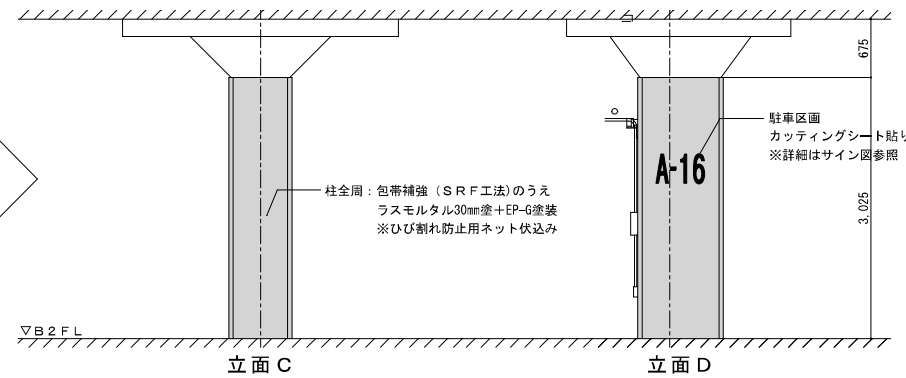 675
駐車区画
カッティングシート貼り
※詳細はサイン図参照
A-16
柱全周：包帯補強（ＳＲＦ工法）のうえ
ラスモルタル30mm塗＋EP-G塗装
※ひび割れ防止用ネット伏込み
3,025
▽Ｂ２ＦＬ
立面Ｃ
立面Ｄ